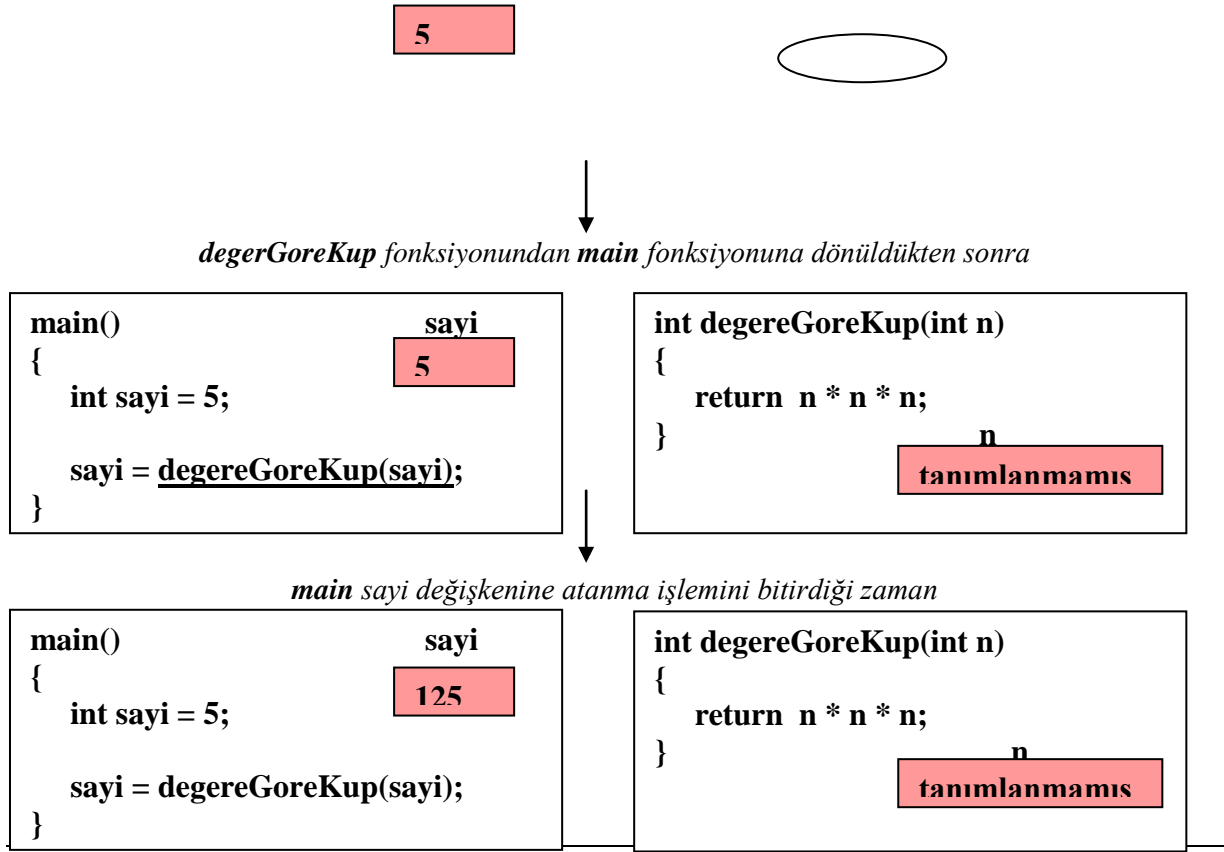 5
degerGoreKup fonksiyonundan main fonksiyonuna dönüldükten sonra
main() sayi
{
5
int sayi = 5;
sayi = degereGoreKup(sayi);
}
int degereGoreKup(int n)
{
return n * n * n;
}
n
tanımlanmamıs
main sayi değişkenine atanma işlemini bitirdiği zaman
main() sayi
{
125
int sayi = 5;
sayi = degereGoreKup(sayi);
}
int degereGoreKup(int n)
{
return n * n * n;
}
n
tanımlanmamıs